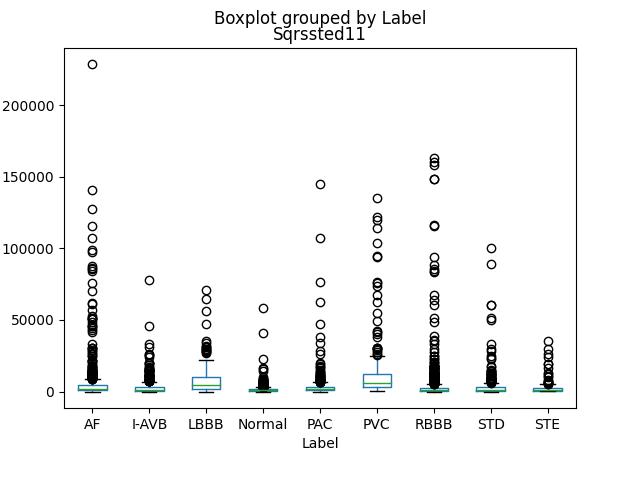 Boxplot grouped by Label
Sqrssted11
200000
150000
100000
50000
0
AF I-AVB LBBB Normal PAC PVC RBBB STD STE
Label